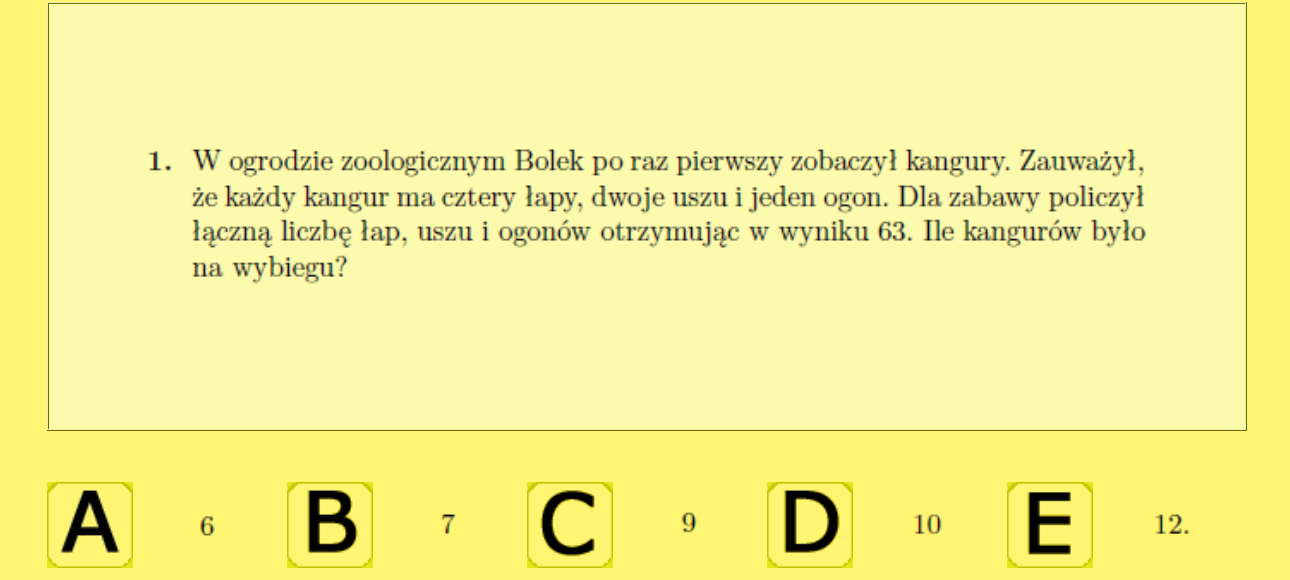 1. W ogrodzie zoologicznym Bolek po raz pierwszy zobaczył kangury. Zauważył,
że każdy kangur ma cztery łapy, dwoje uszu i jeden ogon. Dla zabawy policzył
łączną liczbę łap, uszu i ogonów otrzymując w wyniku 63. Ile kangurów było
na wybiegu?
A 6 B 7 C 9 D 10 E 12.